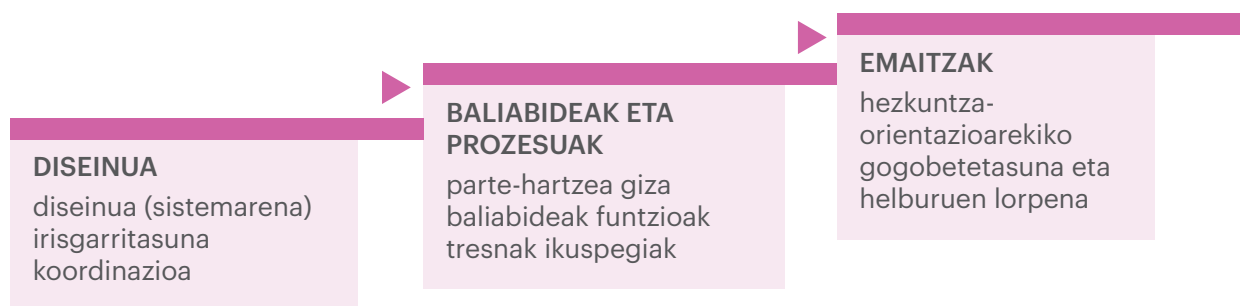 DISEINUA
diseinua (sistemarena)
irisgarritasuna
koordinazioa
BALIABIDEAK ETA
PROZESUAK
parte-hartzea giza
baliabideak funtzioak
tresnak ikuspegiak
EMAITZAK
hezkuntza-
orientazioarekiko
gogobetetasuna eta
helburuen lorpena